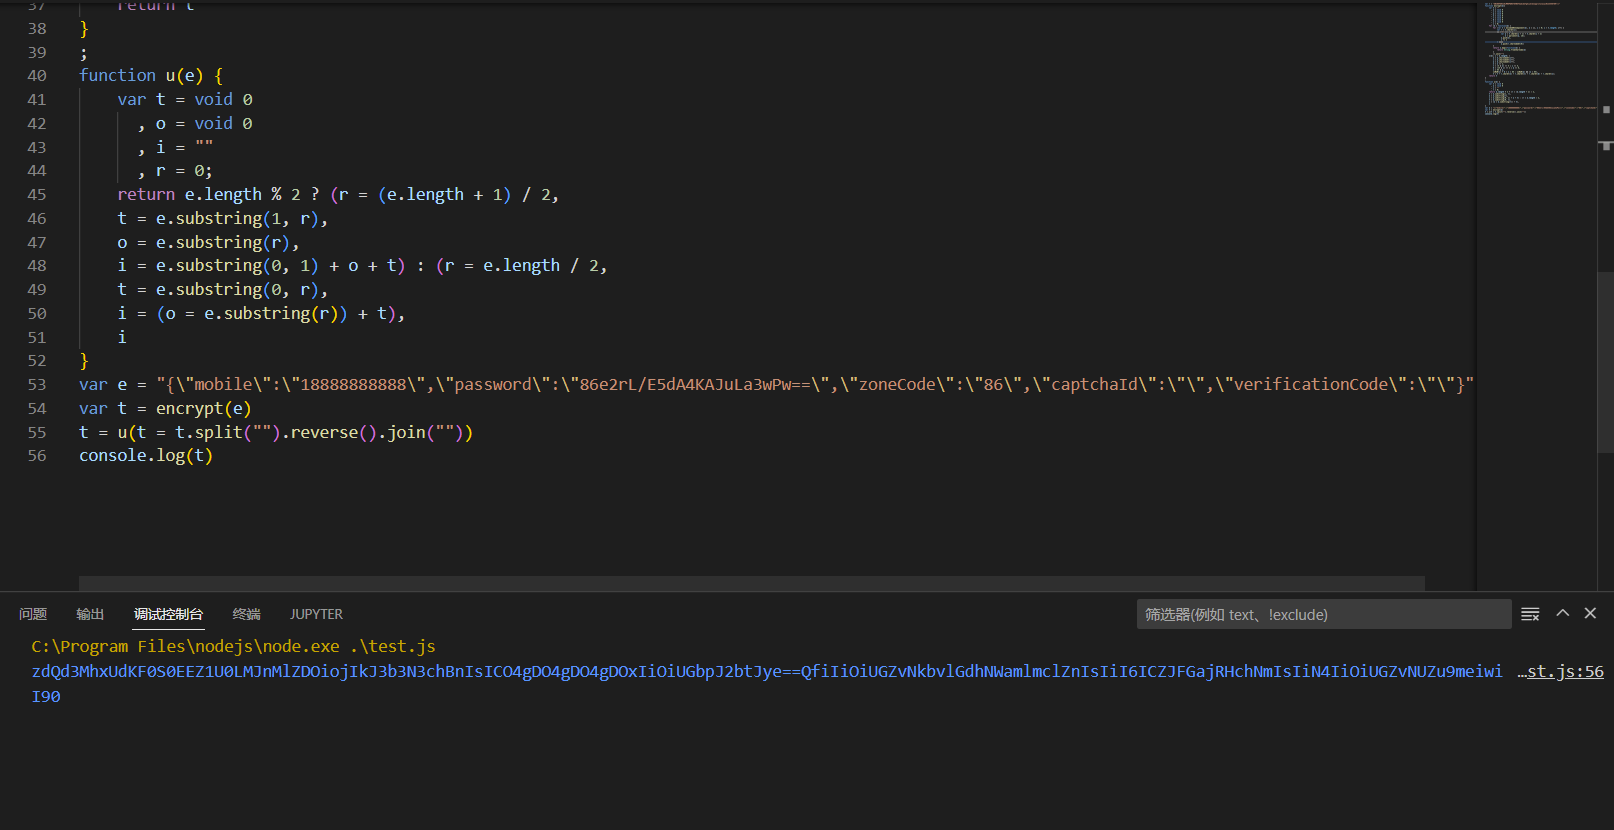 37 return t
38 }
39 ;
40 function u(e) {
41 var t = void 0
42 , o = void 0
43 , i = ""
44 , r = 0;
45 return e.length % 2 ? (r = (e.length + 1) / 2,
46 t = e.substring(1, r),
47 o = e.substring(r),
48 i = e.substring(0, 1) + o + t) : (r = e.length / 2,
49 t = e.substring(0, r),
50 i = (o = e.substring(r)) + t),
51 i
52 }
53 var e = "{\"mobile\":\"18888888888\",\"password\":\"86e2rL/E5dA4KAJuLa3wPw==\",\"zoneCode\":\"86\",\"captchaId\":\"\",\"verificationCode\":\"\"}"
54 var t = encrypt(e)
55 t = u(t = t.split("").reverse().join(""))
56 console.log(t)
问题 输出 调试控制台 终端 JUPYTER 筛选器(例如 text、!exclude)
C:\Program Files\nodejs\node.exe .\test.js
zdQd3MhxUdKF0S0EEZ1U0LMJnMlZDOiojIkJ3b3N3chBnIsICO4gDO4gDO4gDOxIiOiUGbpJ2btJye==QfiIiOiUGZvNkbvlGdhNWamlmclZnIsIiI6ICZJFGajRHchNmIsIiN4IiOiUGZvNUZu9meiwi …st.js:56
I90